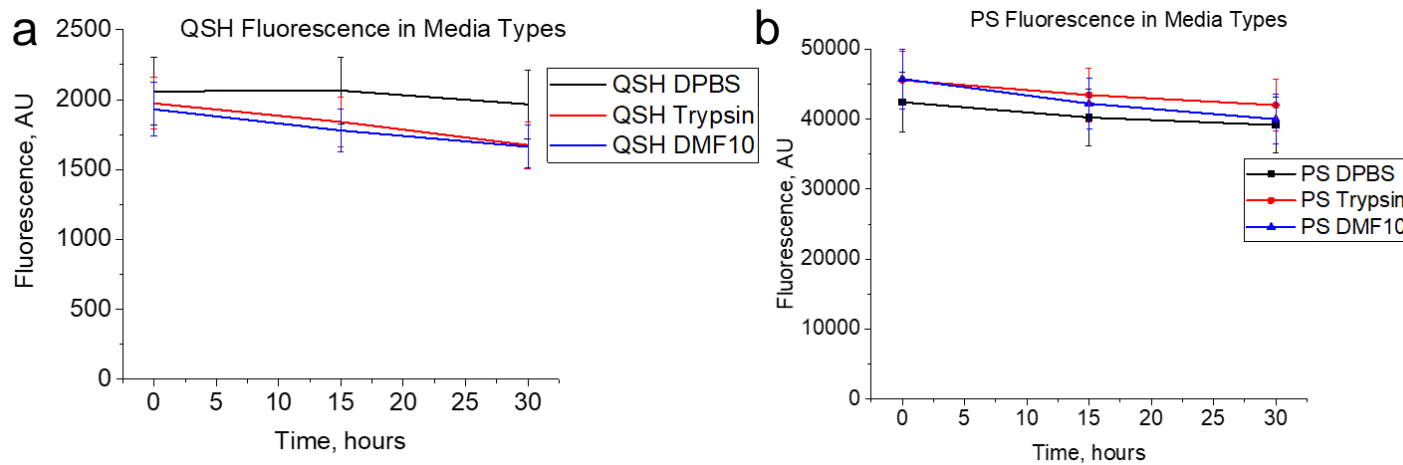 a
QSH Fluorescence in Media Types
2500
2000
1500
1000
500
0
Fluorescence, AU
0 5 10 15 20 25 30
Time, hours
QSH DPBS
QSH Trypsin
QSH DMF10
b
PS Fluorescence in Media Types
50000
40000
30000
20000
10000
0
Fluorescence, AU
0 5 10 15 20 25 30
Time, hours
PS DPBS
PS Trypsin
PS DMF10